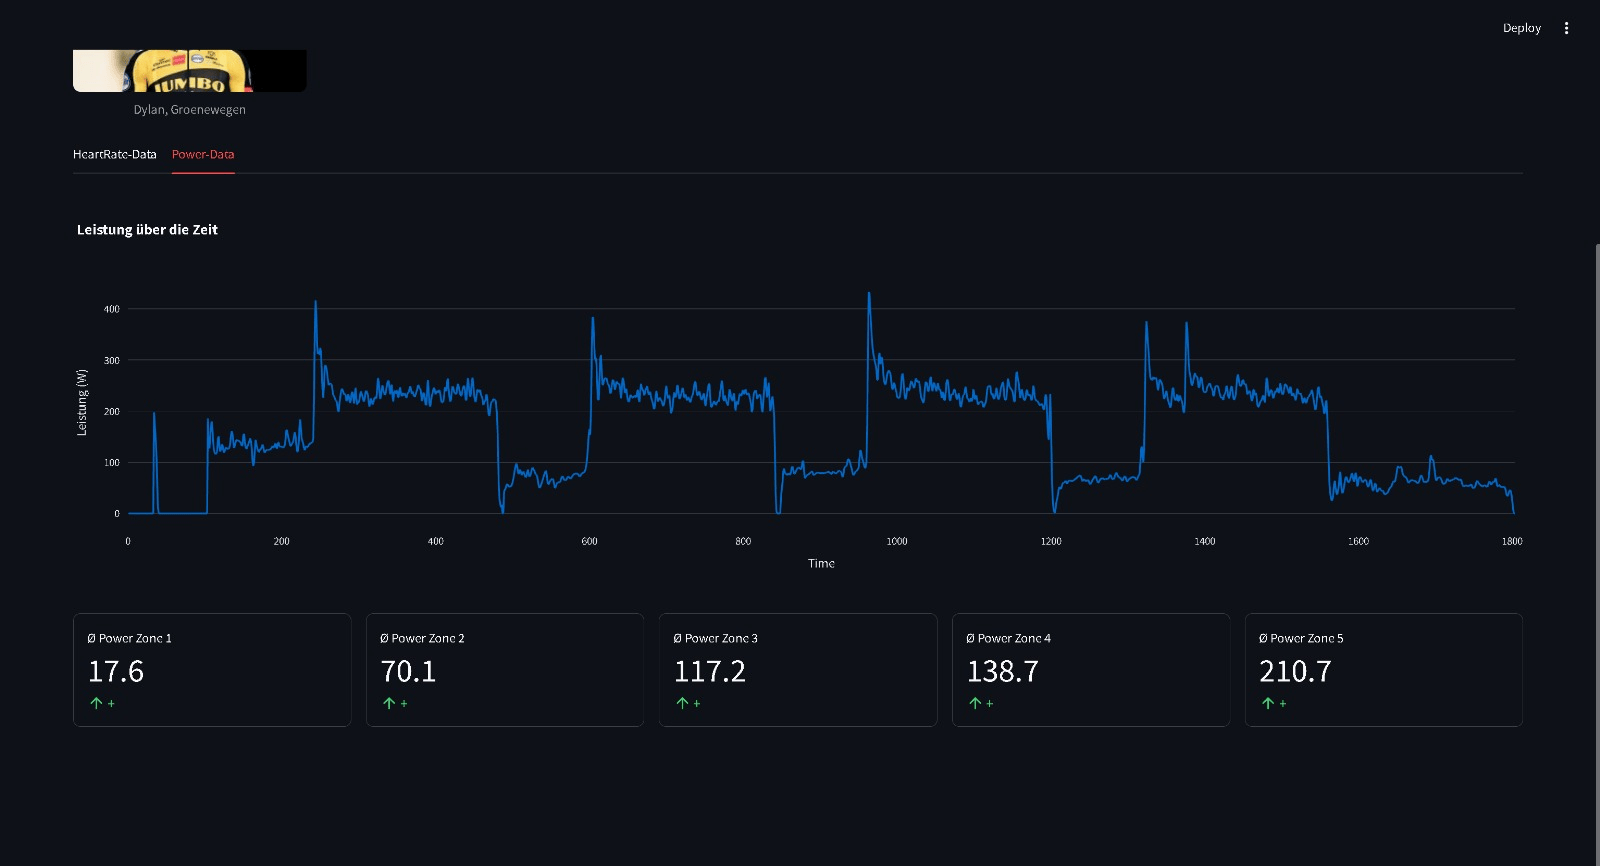 Deploy
JUMBO
Dylan, Groenewegen
HeartRate-Data Power-Data
Leistung über die Zeit
400
300
200
100
0
Leistung (W)
0 200 400 600 800 1000 1200 1400 1600 1800
Time
Ø Power Zone 1
17.6
↑ +
Ø Power Zone 2
70.1
↑ +
Ø Power Zone 3
117.2
↑ +
Ø Power Zone 4
138.7
↑ +
Ø Power Zone 5
210.7
↑ +